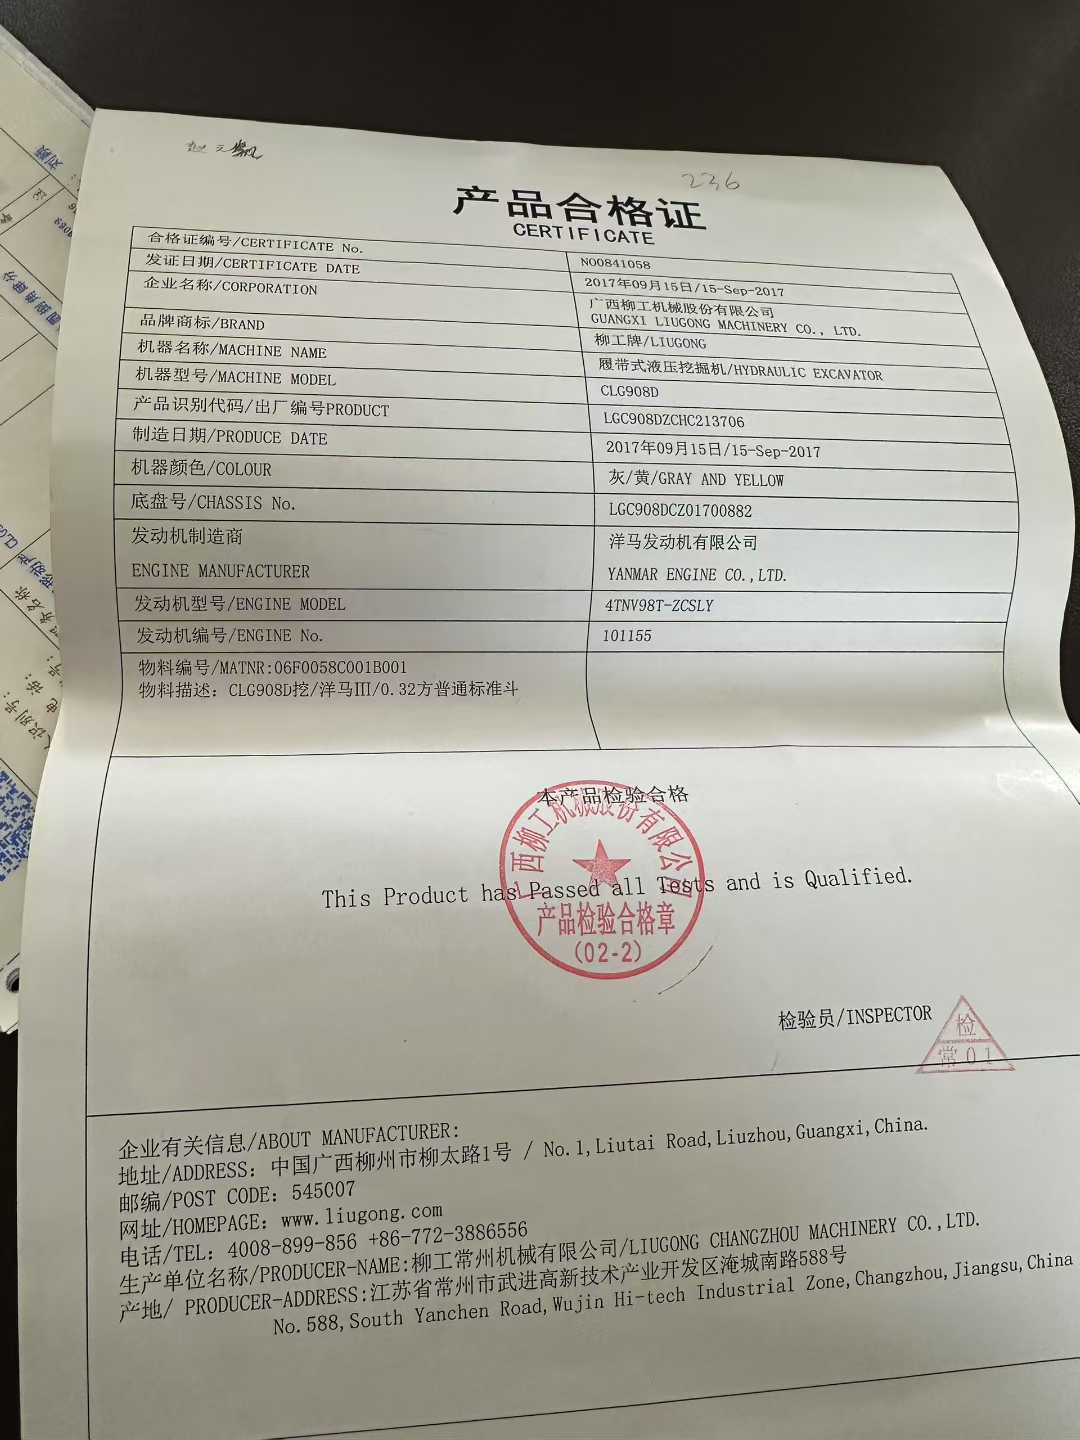 236
产品合格证
CERTIFICATE
合格证编号/CERTIFICATE No. N00841058
发证日期/CERTIFICATE DATE 2017年09月15日/15-Sep-2017
企业名称/CORPORATION 广西柳工机械股份有限公司
GUANGXI LIUGONG MACHINERY CO., LTD.
品牌商标/BRAND 柳工牌/LIUGONG
机器名称/MACHINE NAME 履带式液压挖掘机/HYDRAULIC EXCAVATOR
机器型号/MACHINE MODEL CLG908D
产品识别代码/出厂编号PRODUCT LGC908DZCHC213706
制造日期/PRODUCE DATE 2017年09月15日/15-Sep-2017
机器颜色/COLOUR 灰/黄/GRAY AND YELLOW
底盘号/CHASSIS No. LGC908DCZ01700882
发动机制造商 洋马发动机有限公司
ENGINE MANUFACTURER YANMAR ENGINE CO.,LTD.
发动机型号/ENGINE MODEL 4TNV98T-ZCSLY
发动机编号/ENGINE No. 101155
物料编号/MATNR:06F0058C001B001
物料描述: CLG908D挖/洋马III/0.32方普通标准斗
本产品检验合格
广西柳工机械股份有限公司
This Product has Passed all Tests and is Qualified.
产品检验合格章
(02-2)
检验员/INSPECTOR
检
常01
企业有关信息/ABOUT MANUFACTURER:
地址/ADDRESS: 中国广西柳州市柳太路1号 / No.1,Liutai Road,Liuzhou,Guangxi,China.
邮编/POST CODE: 545007
网址/HOMEPAGE: www.liugong.com
电话/TEL: 4008-899-856 +86-772-3886556
生产单位名称/PRODUCER-NAME:柳工常州机械有限公司/LIUGONG CHANGZHOU MACHINERY CO.,LTD.
产地/ PRODUCER-ADDRESS:江苏省常州市武进高新技术产业开发区淹城南路588号
No.588,South Yanchen Road,Wujin Hi-tech Industrial Zone,Changzhou,Jiangsu,China